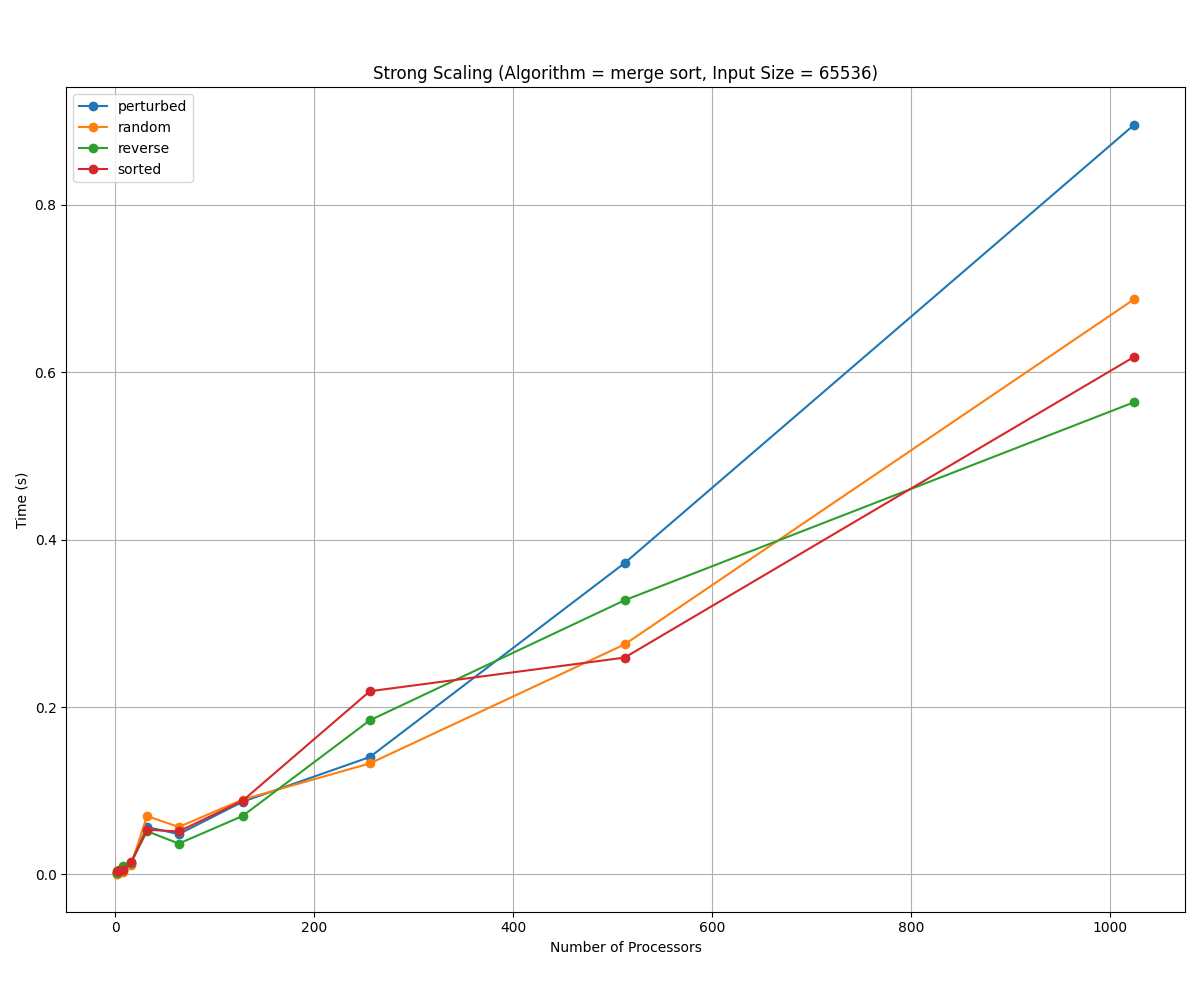 Strong Scaling (Algorithm = merge sort, Input Size = 65536)
perturbed
random
reverse
sorted
0.8
0.6
0.4
0.2
0.0
Time (s)
0 200 400 600 800 1000
Number of Processors